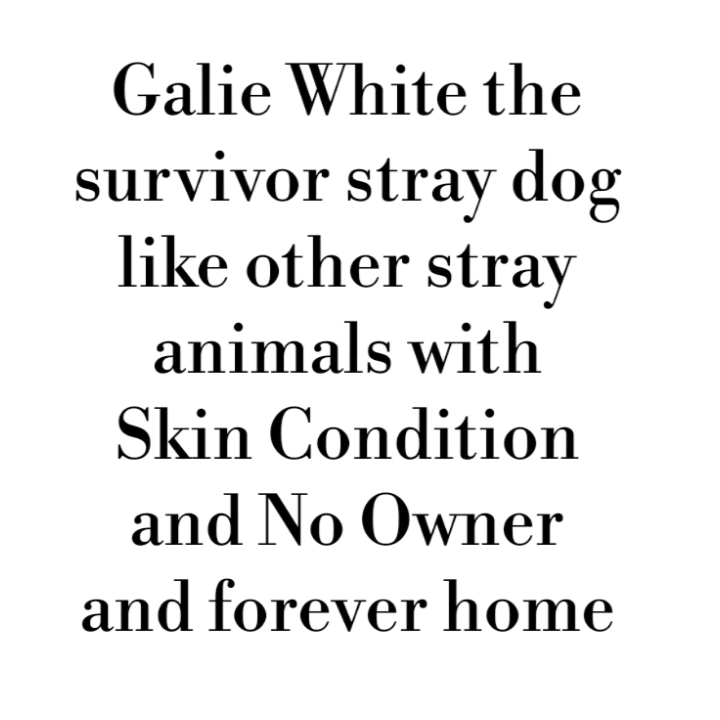 Galie White the
survivor stray dog
like other stray
animals with
Skin Condition
and No Owner
and forever home